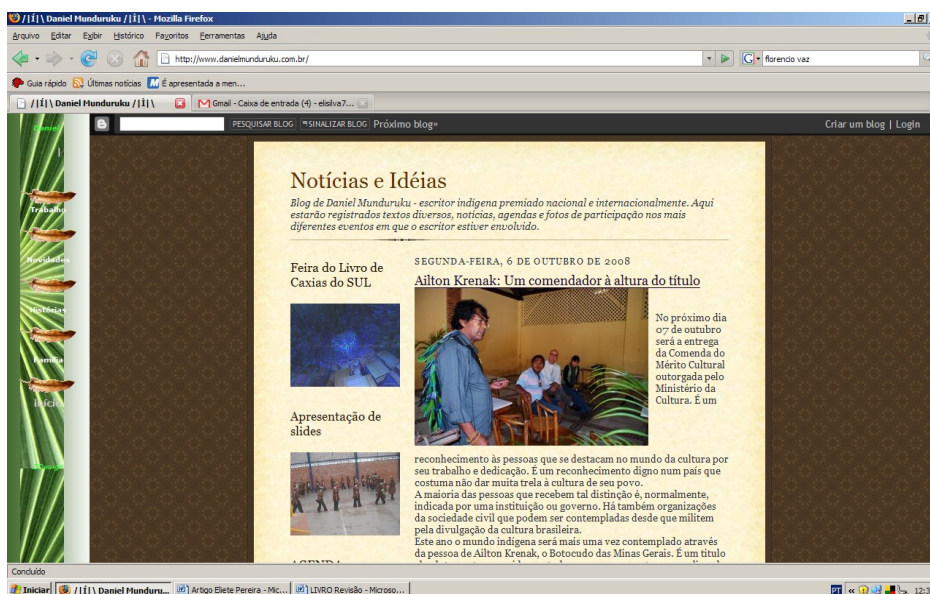 /|Í|\ Daniel Munduruku /|Ì|\ - Mozilla Firefox
Arquivo Editar Exibir Histórico Favoritos Ferramentas Ajuda
http://www.danielmunduruku.com.br/
G florencio vaz
Guia rápido Últimas notícias É apresentada a men...
/|Í|\ Daniel Munduruku /|Ì|\ Gmail - Caixa de entrada (4) - elisilva7...
PESQUISAR BLOG SINALIZAR BLOG Próximo blog» Criar um blog | Login
Daniel
Trabalho
Novidades
Histórias
Família
início
Notícias e Idéias
Blog de Daniel Munduruku - escritor indígena premiado nacional e internacionalmente. Aqui
estarão registrados textos diversos, notícias, agendas e fotos de participação nos mais
diferentes eventos em que o escritor estiver envolvido.
Feira do Livro de
Caxias do SUL
Apresentação de
slides
AGENDA
SEGUNDA-FEIRA, 6 DE OUTUBRO DE 2008
Ailton Krenak: Um comendador à altura do título
No próximo dia
07 de outubro
será a entrega
da Comenda do
Mérito Cultural
outorgada pelo
Ministério da
Cultura. É um
reconhecimento às pessoas que se destacam no mundo da cultura por
seu trabalho e dedicação. É um reconhecimento digno num país que
costuma não dar muita trela à cultura de seu povo.
A maioria das pessoas que recebem tal distinção é, normalmente,
indicada por uma instituição ou governo. Há também organizações
da sociedade civil que podem ser contempladas desde que militem
pela divulgação da cultura brasileira.
Este ano o mundo indígena será mais uma vez contemplado através
da pessoa de Ailton Krenak, o Botocudo das Minas Gerais. É um título
Concluído
Iniciar /|Í|\ Daniel Munduru... Artigo Eliete Pereira - Mic... LIVRO Revisão - Microso... PT « 12:3